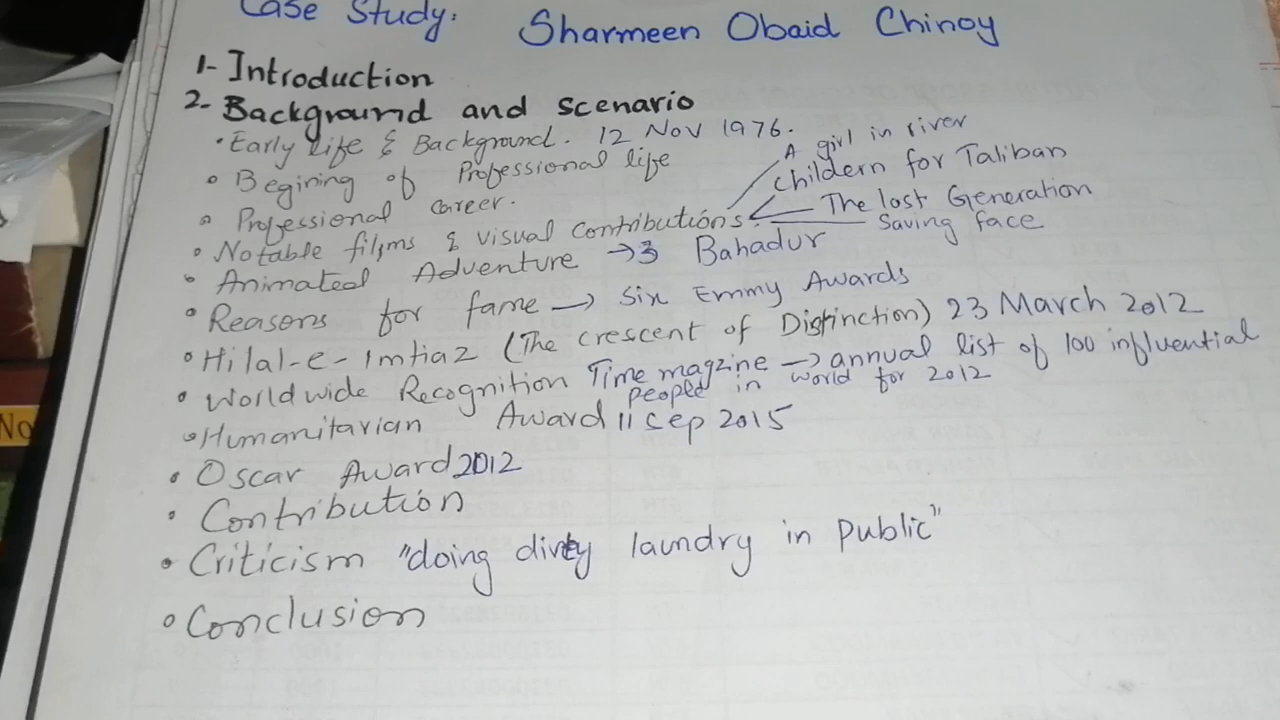 Case Study: Sharmeen Obaid Chinoy
1- Introduction
2- Background and scenario
• Early life & Background. 12 Nov 1976.
• Begining of Professional life
• Professional career.
• Notable films & visual contributions
A girl in river
childern for Taliban
The lost Generation
Saving face
• Animated Adventure → 3 Bahadur
• Reasons for fame → Six Emmy Awards
• Hilal-e-Imtiaz (The crescent of Distinction) 23 March 2012
• Worldwide Recognition Time magzine → annual list of 100 influential
people in world for 2012
• Humanitarian Award 11 Sep 2015
• Oscar Award 2012
• Contribution
• Criticism "doing dirty laundry in public"
• Conclusion
No